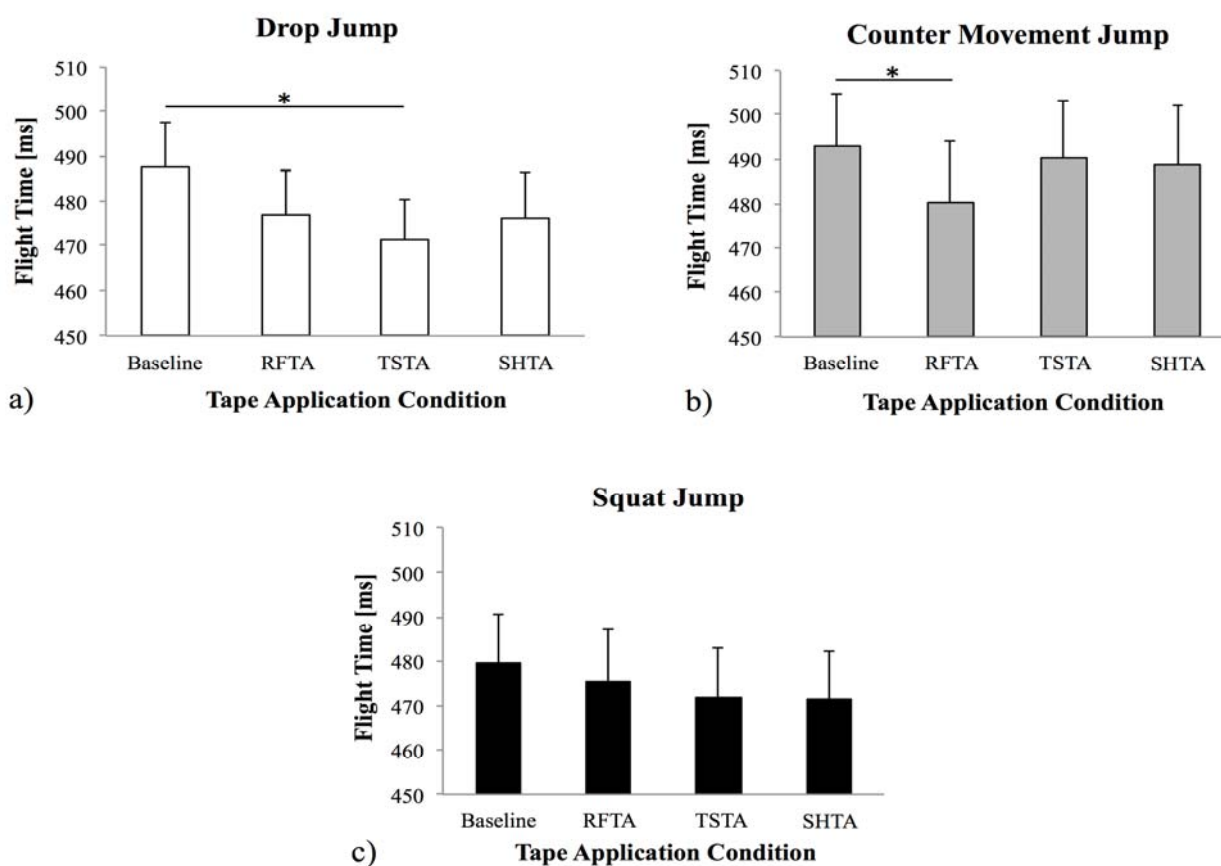 Drop Jump
Flight Time [ms]
510
500
490
480
470
460
450
*
Baseline RFTA TSTA SHTA
a) Tape Application Condition
Counter Movement Jump
Flight Time [ms]
510
500
490
480
470
460
450
*
Baseline RFTA TSTA SHTA
b) Tape Application Condition
Squat Jump
Flight Time [ms]
510
500
490
480
470
460
450
Baseline RFTA TSTA SHTA
c) Tape Application Condition